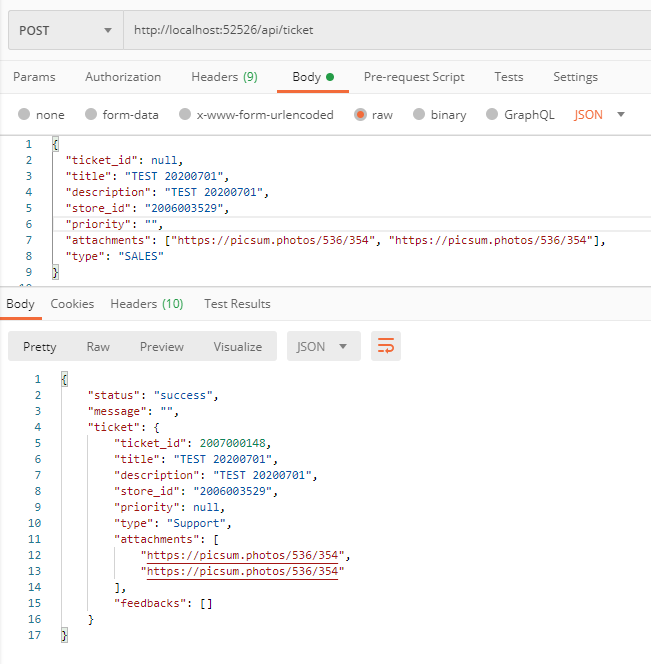 POST http://localhost:52526/api/ticket
Params Authorization Headers (9) Body Pre-request Script Tests Settings
none form-data x-www-form-urlencoded raw binary GraphQL JSON
1 {
2 "ticket_id": null,
3 "title": "TEST 20200701",
4 "description": "TEST 20200701",
5 "store_id": "2006003529",
6 "priority": "",
7 "attachments": ["https://picsum.photos/536/354", "https://picsum.photos/536/354"],
8 "type": "SALES"
9 }
Body Cookies Headers (10) Test Results
Pretty Raw Preview Visualize JSON
1 {
2 "status": "success",
3 "message": "",
4 "ticket": {
5 "ticket_id": 2007000148,
6 "title": "TEST 20200701",
7 "description": "TEST 20200701",
8 "store_id": "2006003529",
9 "priority": null,
10 "type": "Support",
11 "attachments": [
12 "https://picsum.photos/536/354",
13 "https://picsum.photos/536/354"
14 ],
15 "feedbacks": []
16 }
17 }